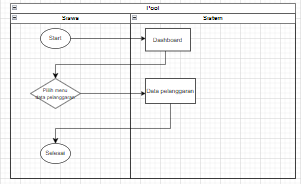 Pool
Siswa
Sistem
Start
Dashboard
Pilih menu
data pelanggaran
Data pelanggaran
Selesai